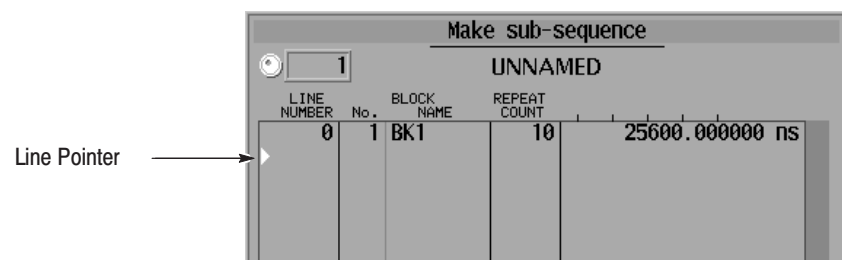 Make sub-sequence
1 UNNAMED
LINE NUMBER No. BLOCK NAME REPEAT COUNT
0 1 BK1 10 25600.000000 ns
Line Pointer